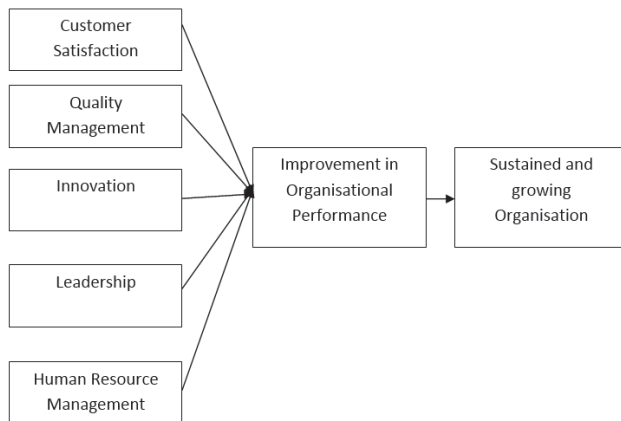 Customer
Satisfaction
Quality
Management
Innovation
Leadership
Human Resource
Management
Improvement in
Organisational
Performance
Sustained and
growing
Organisation